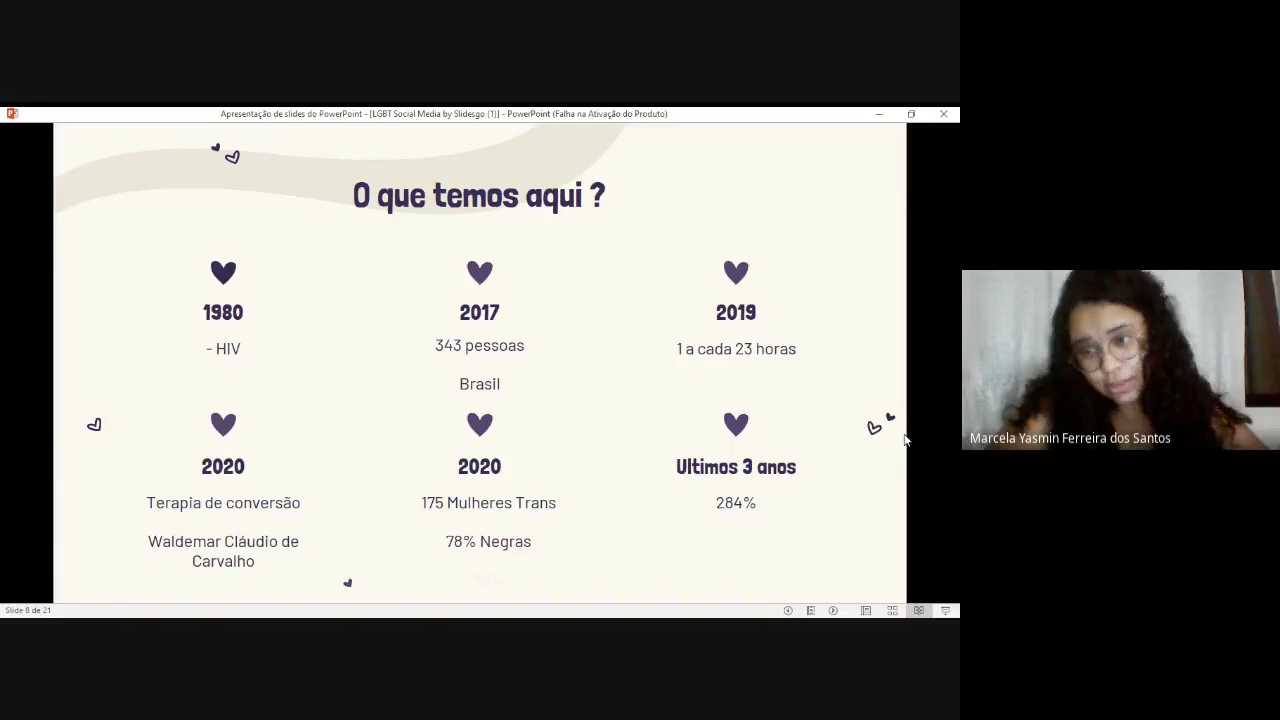 Apresentação de slides do PowerPoint - [LGBT Social Media by Slidesgo (1)] - PowerPoint (Falha na Ativação do Produto)
O que temos aqui ?
1980
- HIV
2017
343 pessoas
Brasil
2019
1 a cada 23 horas
2020
Terapia de conversão
Waldemar Cláudio de
Carvalho
2020
175 Mulheres Trans
78% Negras
Ultimos 3 anos
284%
Slide 8 de 21
Marcela Yasmin Ferreira dos Santos